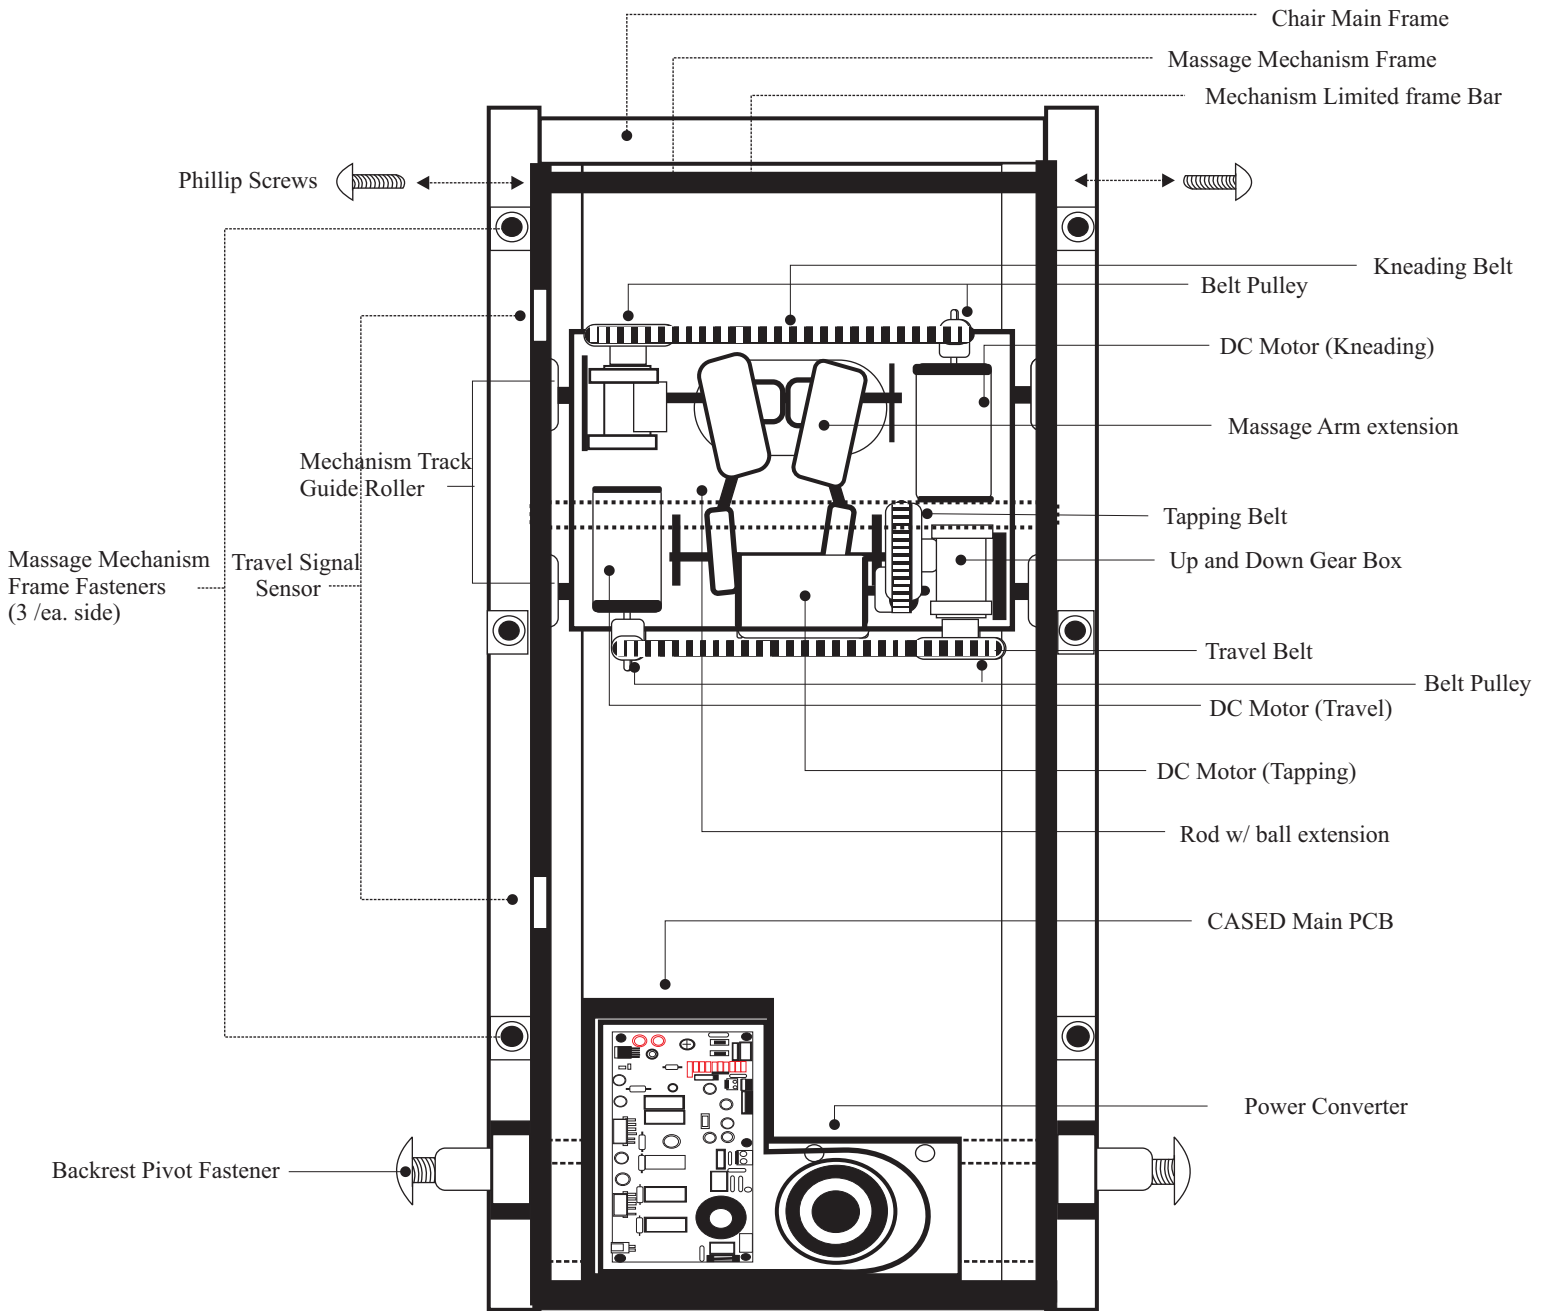 Chair Main Frame
Massage Mechanism Frame
Mechanism Limited frame Bar
Phillip Screws
Kneading Belt
Belt Pulley
DC Motor (Kneading)
Massage Arm extension
Mechanism Track
Guide Roller
Tapping Belt
Massage Mechanism
Frame Fasteners
(3 /ea. side)
Travel Signal
Sensor
Up and Down Gear Box
Travel Belt
Belt Pulley
DC Motor (Travel)
DC Motor (Tapping)
Rod w/ ball extension
CASED Main PCB
Power Converter
Backrest Pivot Fastener